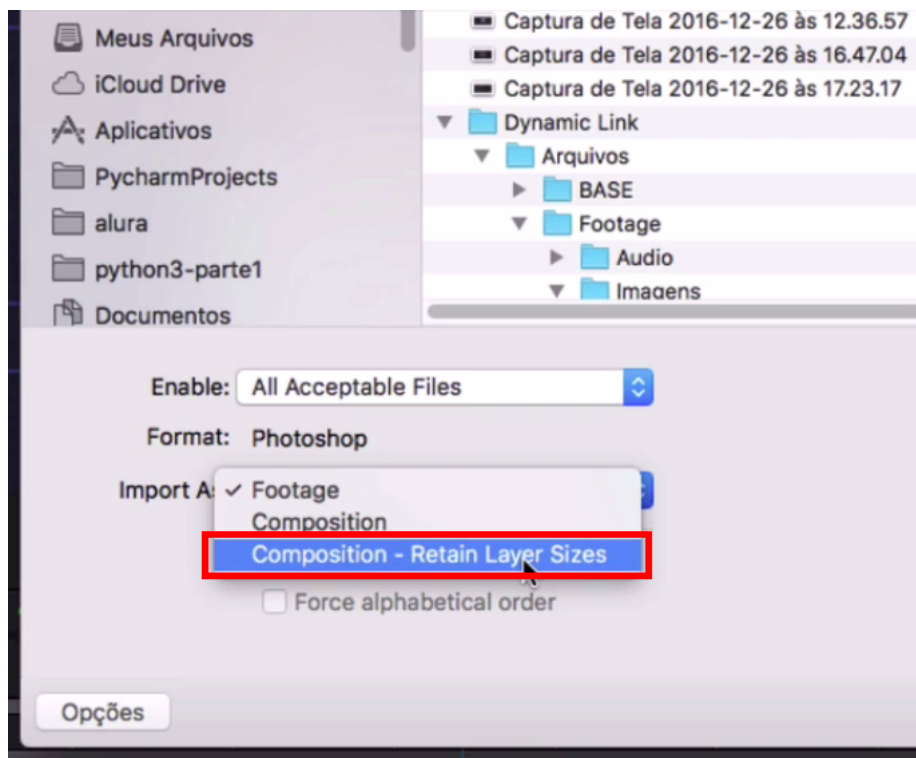 Meus Arquivos
iCloud Drive
Aplicativos
PycharmProjects
alura
python3-parte1
Documentos
Captura de Tela 2016-12-26 às 12.36.57
Captura de Tela 2016-12-26 às 16.47.04
Captura de Tela 2016-12-26 às 17.23.17
Dynamic Link
Arquivos
BASE
Footage
Audio
Imagens
Enable: All Acceptable Files
Format: Photoshop
Import As
Footage
Composition
Composition - Retain Layer Sizes
Force alphabetical order
Opções